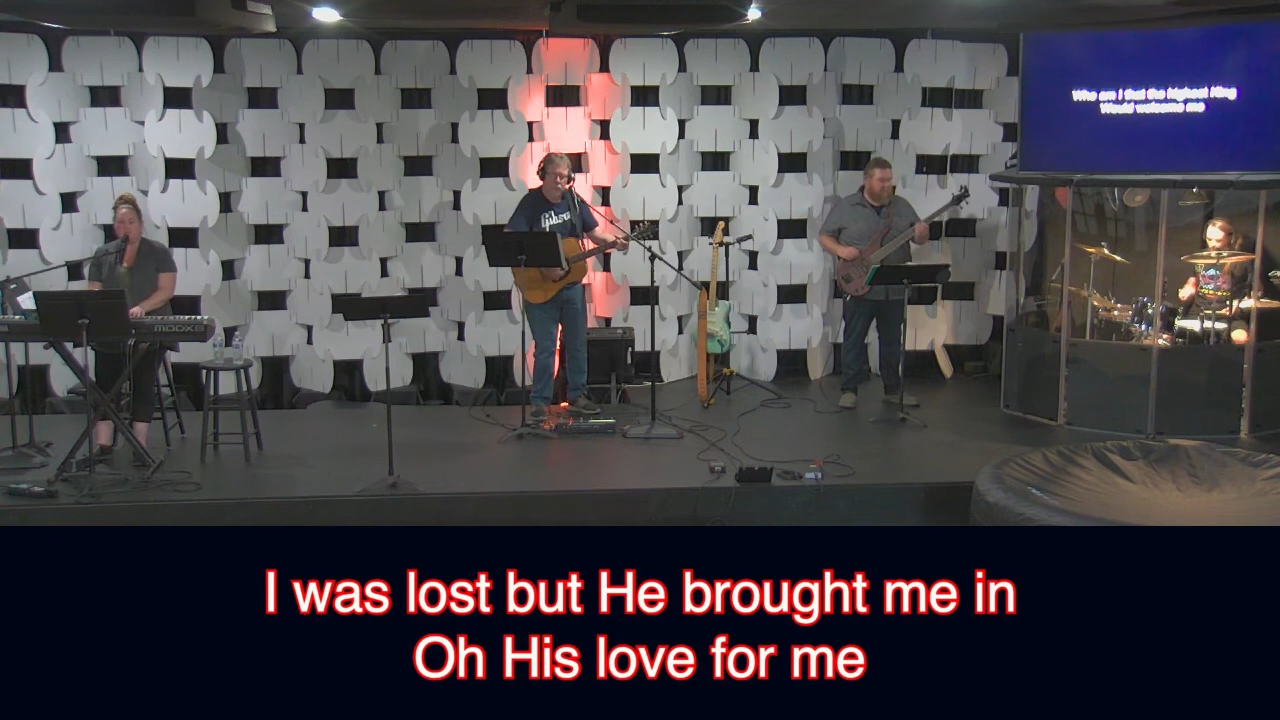 Who am I that the highest King
Would welcome me
Gibson
MODX8
I was lost but He brought me in
Oh His love for me